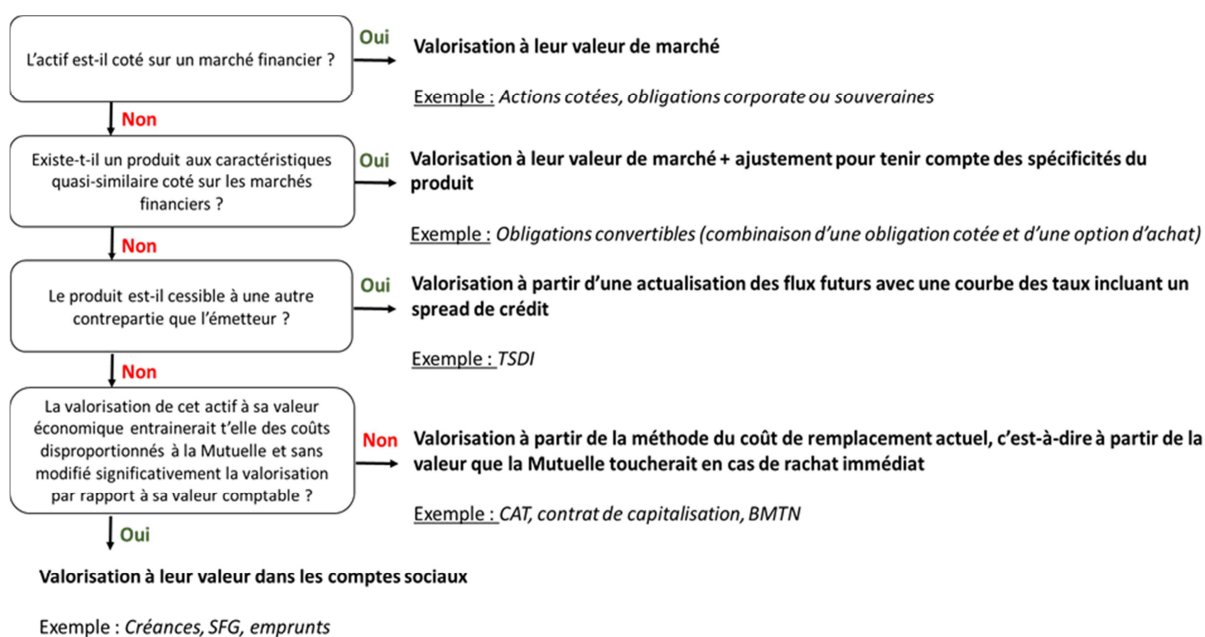 L'actif est-il coté sur un marché financier ?
Oui
Valorisation à leur valeur de marché
Exemple : Actions cotées, obligations corporate ou souveraines
Non
Existe-t-il un produit aux caractéristiques
quasi-similaire coté sur les marchés
financiers ?
Oui
Valorisation à leur valeur de marché + ajustement pour tenir compte des spécificités du
produit
Exemple : Obligations convertibles (combinaison d'une obligation cotée et d'une option d'achat)
Non
Le produit est-il cessible à une autre
contrepartie que l'émetteur ?
Oui
Valorisation à partir d'une actualisation des flux futurs avec une courbe des taux incluant un
spread de crédit
Exemple : TSDI
Non
La valorisation de cet actif à sa valeur
économique entrainerait t'elle des coûts
disproportionnés à la Mutuelle et sans
modifié significativement la valorisation
par rapport à sa valeur comptable ?
Non
Valorisation à partir de la méthode du coût de remplacement actuel, c'est-à-dire à partir de la
valeur que la Mutuelle toucherait en cas de rachat immédiat
Exemple : CAT, contrat de capitalisation, BMTN
Oui
Valorisation à leur valeur dans les comptes sociaux
Exemple : Créances, SFG, emprunts